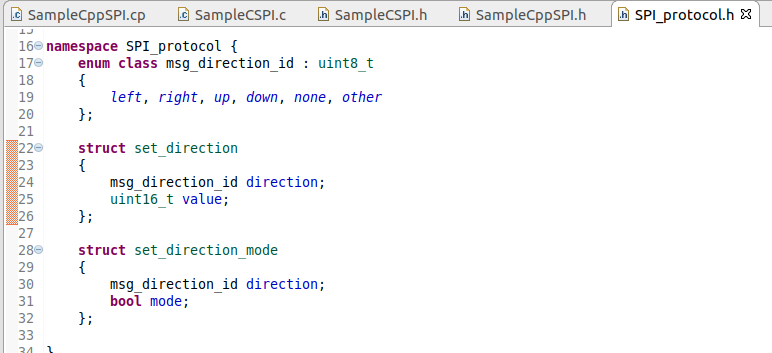 SampleCppSPI.cp SampleCSPI.c SampleCSPI.h SampleCppSPI.h SPI_protocol.h
15
16 namespace SPI_protocol {
17 enum class msg_direction_id : uint8_t
18 {
19 left, right, up, down, none, other
20 };
21
22 struct set_direction
23 {
24 msg_direction_id direction;
25 uint16_t value;
26 };
27
28 struct set_direction_mode
29 {
30 msg_direction_id direction;
31 bool mode;
32 };
33
34 }